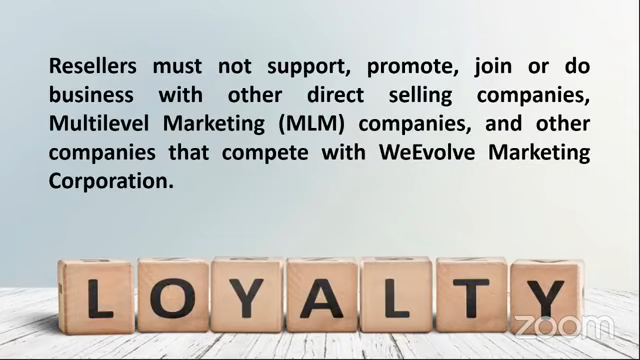 Resellers must not support, promote, join or do
business with other direct selling companies,
Multilevel Marketing (MLM) companies, and other
companies that compete with WeEvolve Marketing
Corporation.
LOYALTY
zoom